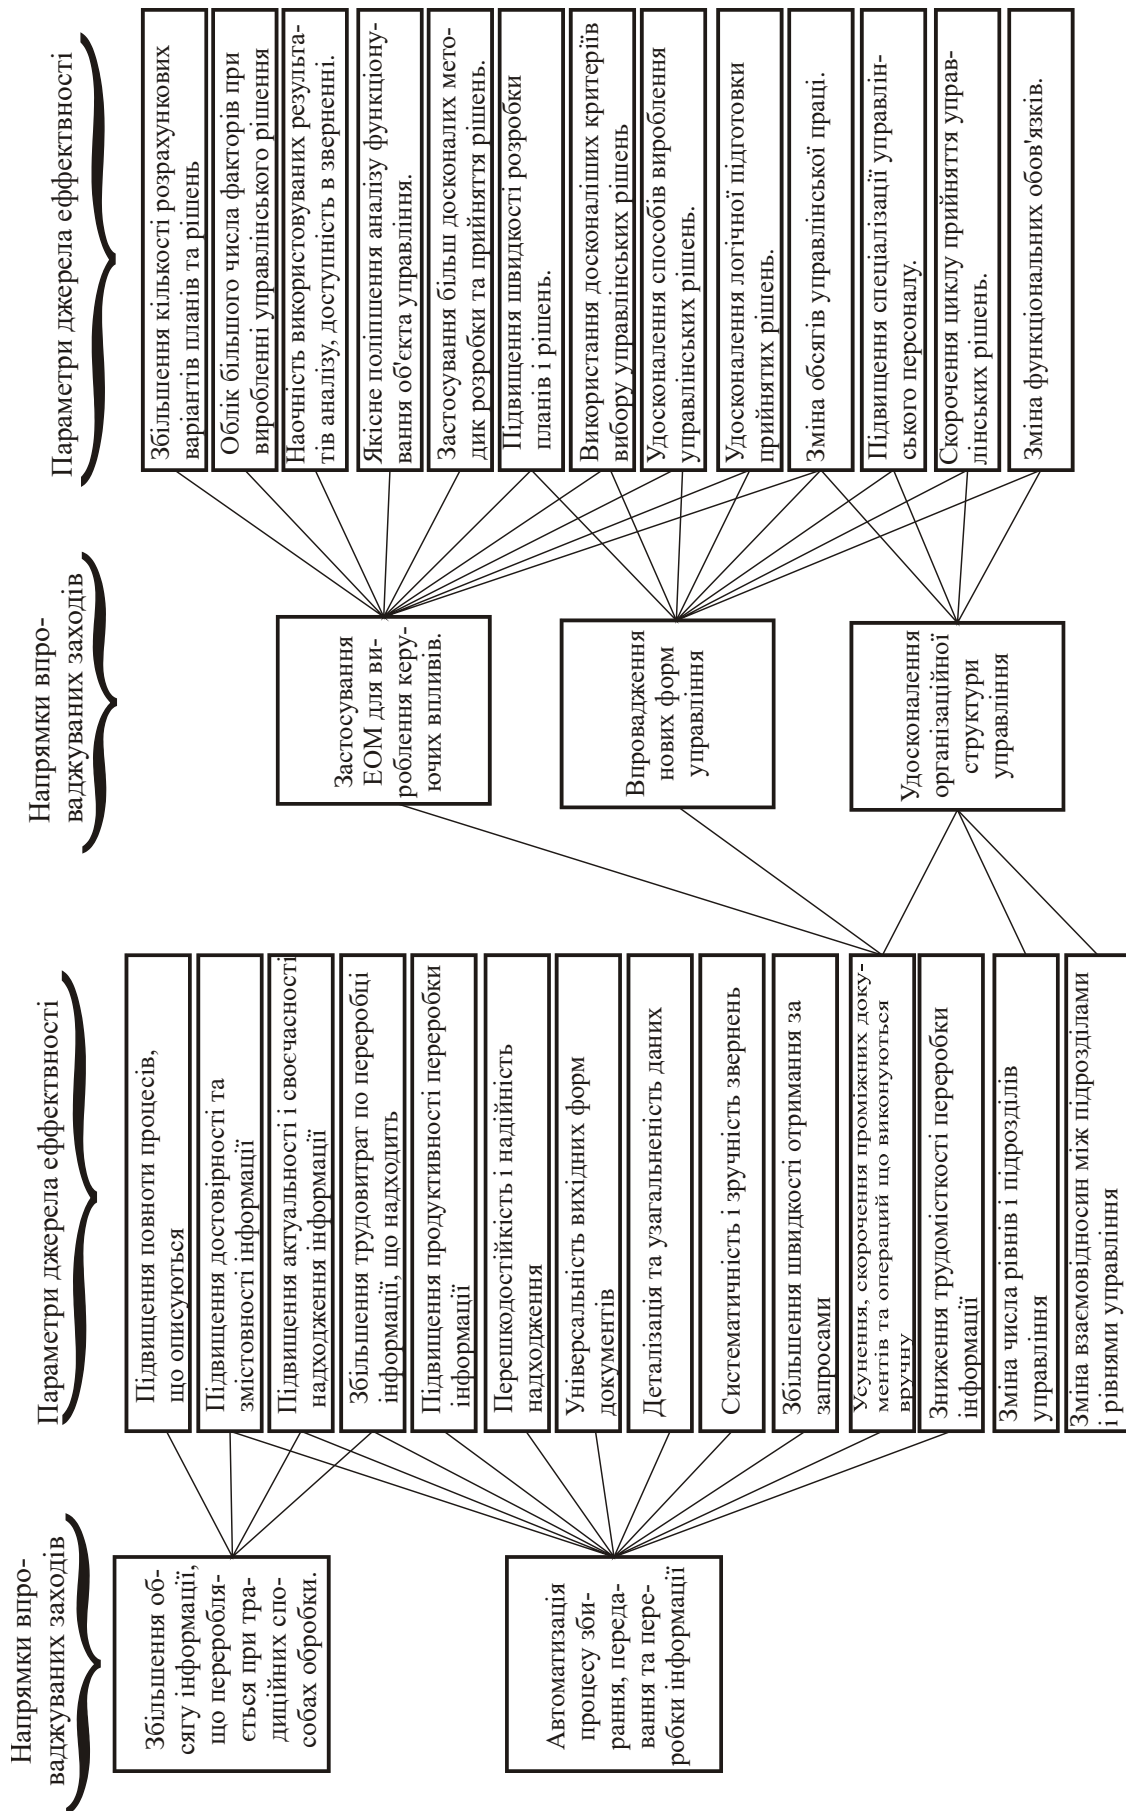 Напрямки впро-
ваджуваних заходів
Збільшення об-
сягу інформації,
що переробля-
ється при тра-
диційних спо-
собах обробки.
Автоматизація
процесу зби-
рання, переда-
вання та пере-
робки інформації
Параметри джерела еффектвності
Підвищення повноти процесів,
що описуються
Підвищення достовірності та
змістовності інформації
Підвищення актуальності і своєчасності
надходження інформації
Збільшення трудовитрат по переробці
інформації, що надходить
Підвищення продуктивності переробки
інформації
Перешкодостійкість і надійність
надходження
Універсальність вихідних форм
документів
Деталізація та узагальненість даних
Систематичність і зручність звернень
Збільшення швидкості отримання за
запросами
Усунення, скорочення проміжних доку-
ментів та операций що виконуються
вручну
Зниження трудомісткості переробки
інформації
Зміна числа рівнів і підрозділів
управління
Зміна взаємовідносин між підрозділами
і рівнями управління
Напрямки впро-
ваджуваних заходів
Застосування
ЕОМ для ви-
роблення керу-
ючих впливів.
Впровадження
нових форм
управління
Удосконалення
організаційної
структури
управління
Параметри джерела еффектвності
Збільшення кількості розрахункових
варіантів планів та рішень
Облік більшого числа факторів при
виробленні управлінського рішення
Наочність використовуваних результа-
тів аналізу, доступність в зверненні.
Якісне поліпшення аналізу функціону-
вання об'єкта управління.
Застосування більш досконалих мето-
дик розробки та прийняття рішень.
Підвищення швидкості розробки
планів і рішень.
Використання досконаліших критеріїв
вибору управлінських рішень
Удосконалення способів вироблення
управлінських рішень.
Удосконалення логічної підготовки
прийнятих рішень.
Зміна обсягів управлінської праці.
Підвищення спеціалізації управлін-
ського персоналу.
Скорочення циклу прийняття управ-
лінських рішень.
Зміна функціональних обов'язків.